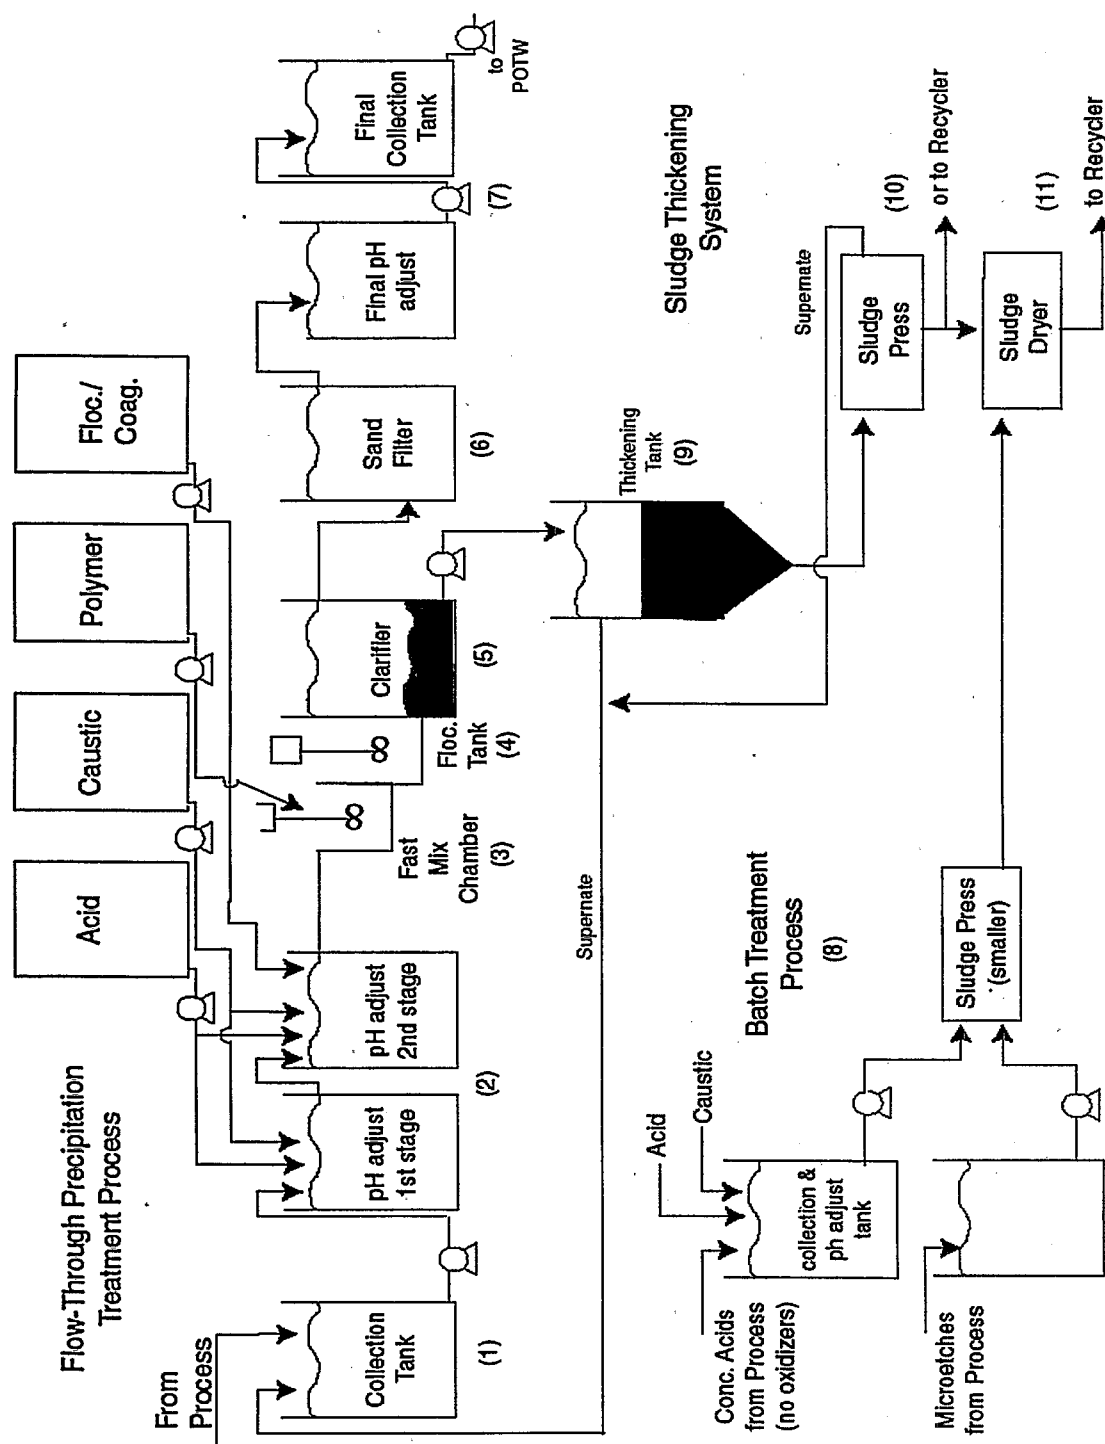 Flow-Through Precipitation
Treatment Process
Acid
Caustic
Polymer
Floc./
Coag.
From
Process
Collection
Tank
(1)
pH adjust
1st stage
(2)
pH adjust
2nd stage
Fast
Mix
Chamber
(3)
Floc.
Tank
(4)
Clarifier
(5)
Sand
Filter
(6)
Final pH
adjust
(7)
Final
Collection
Tank
to
POTW
Supernate
Thickening
Tank
(9)
Sludge Thickening
System
Supernate
Sludge
Press
(10)
or to Recycler
Sludge
Dryer
(11)
to Recycler
Batch Treatment
Process
(8)
Acid
Caustic
Conc. Acids
from Process
(no oxidizers)
collection &
ph adjust
tank
Sludge Press
(smaller)
Microetches
from Process